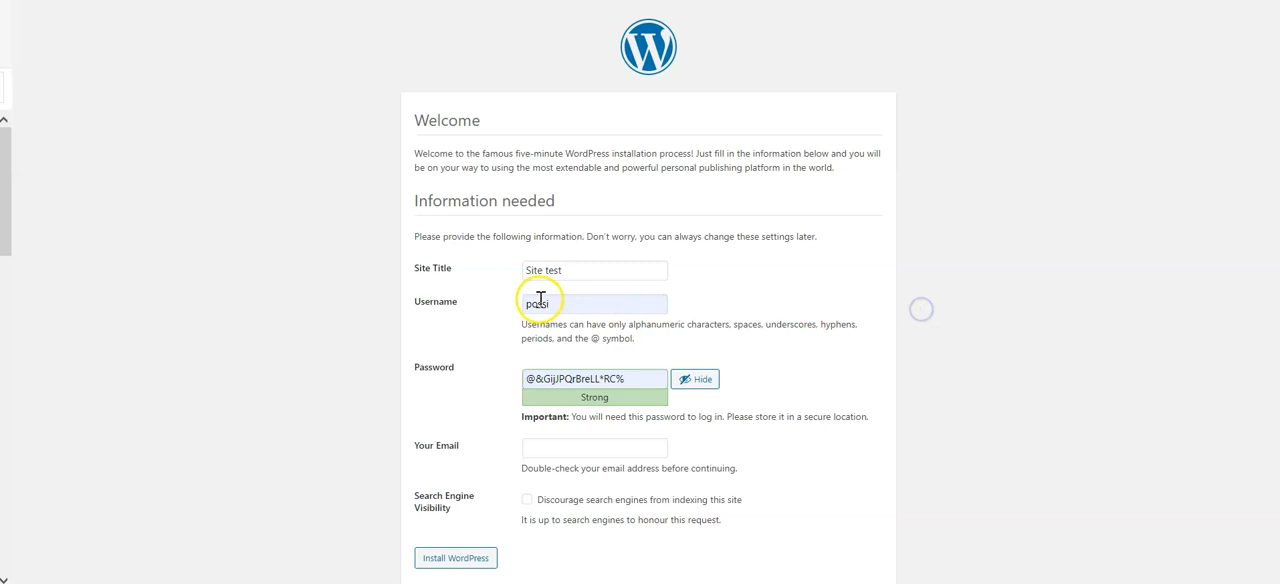 Welcome
Welcome to the famous five-minute WordPress installation process! Just fill in the information below and you will
be on your way to using the most extendable and powerful personal publishing platform in the world.
Information needed
Please provide the following information. Don't worry, you can always change these settings later.
Site Title
Site test
Username
possi
Usernames can have only alphanumeric characters, spaces, underscores, hyphens,
periods, and the @ symbol.
Password
@&GijJPQrBreLL*RC%
Hide
Strong
Important: You will need this password to log in. Please store it in a secure location.
Your Email
Double-check your email address before continuing.
Search Engine
Visibility
Discourage search engines from indexing this site
It is up to search engines to honour this request.
Install WordPress